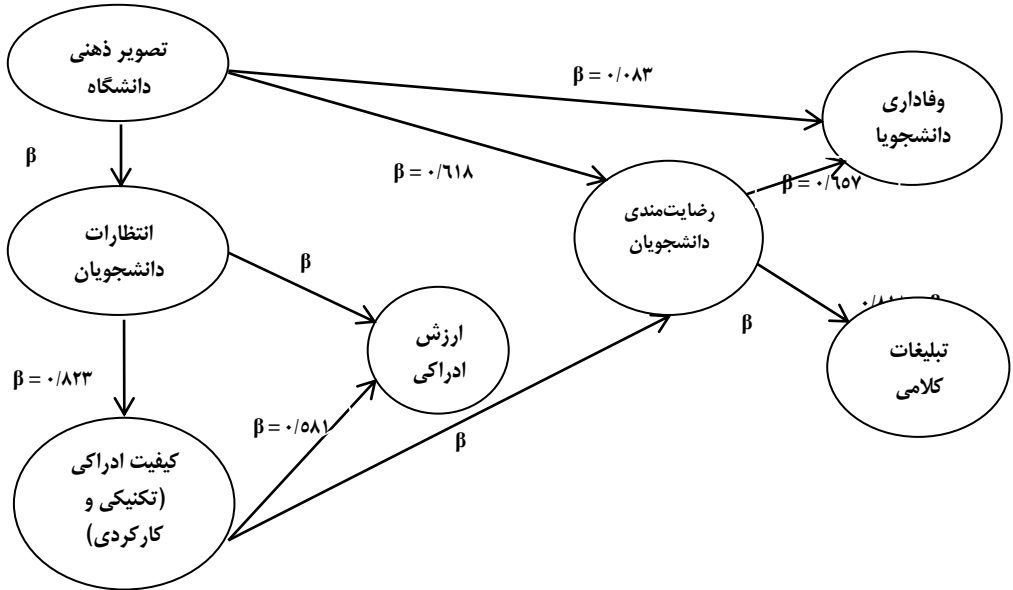 تصویر ذهنی
دانشگاه
β = ۰/۰۸۳
وفاداری
دانشجویا
β
β = ۰/۶۱۸
β = ۰/۶۵۷
رضایت‌مندی
دانشجویان
انتظارات
دانشجویان
β
ارزش
ادراکی
β
تبلیغات
کلامی
β = ۰/۸۲۳
β = ۰/۵۸۱
β
کیفیت ادراکی
(تکنیکی و
کارکردی)